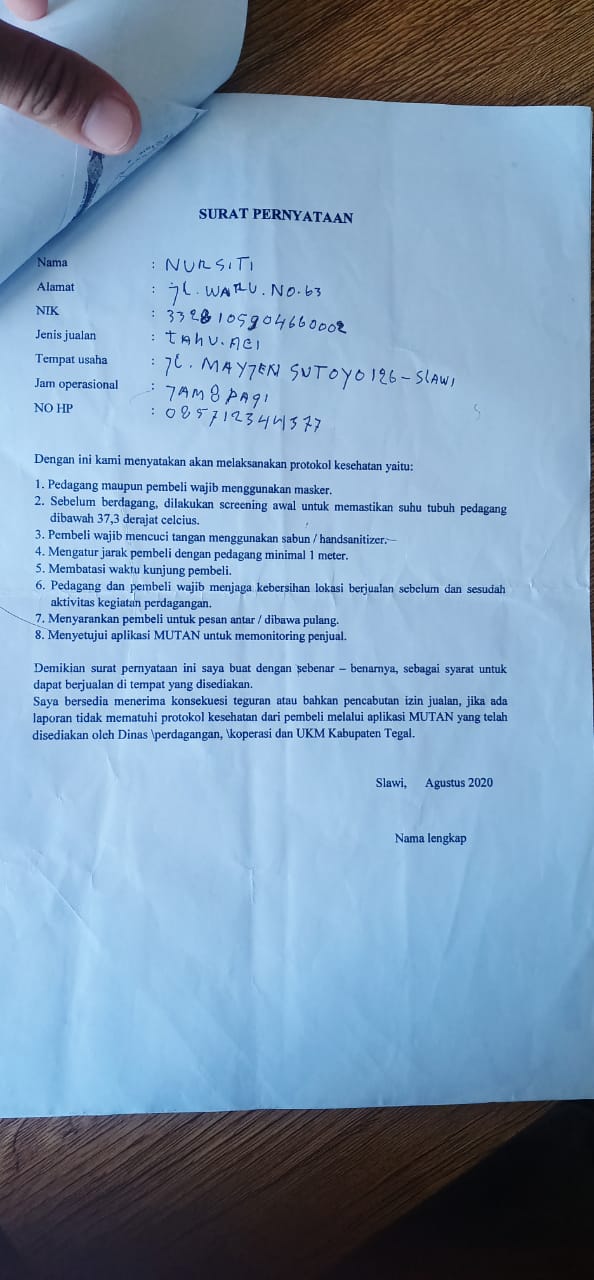 SURAT PERNYATAAN
Nama : NURSITI
Alamat : JL. WARU. NO. 63
NIK : 3328105904660002
Jenis jualan : TAHU. ACI
Tempat usaha : JL. MAYJEN SUTOYO 126 - SLAWI
Jam operasional : JAM 8 PAGI
NO HP : 085712344377
Dengan ini kami menyatakan akan melaksanakan protokol kesehatan yaitu:
1. Pedagang maupun pembeli wajib menggunakan masker.
2. Sebelum berdagang, dilakukan screening awal untuk memastikan suhu tubuh pedagang
dibawah 37,3 derajat celcius.
3. Pembeli wajib mencuci tangan menggunakan sabun / handsanitizer.
4. Mengatur jarak pembeli dengan pedagang minimal 1 meter.
5. Membatasi waktu kunjung pembeli.
6. Pedagang dan pembeli wajib menjaga kebersihan lokasi berjualan sebelum dan sesudah
aktivitas kegiatan perdagangan.
7. Menyarankan pembeli untuk pesan antar / dibawa pulang.
8. Menyetujui aplikasi MUTAN untuk memonitoring penjual.
Demikian surat pernyataan ini saya buat dengan sebenar – benarnya, sebagai syarat untuk
dapat berjualan di tempat yang disediakan.
Saya bersedia menerima konsekuesi teguran atau bahkan pencabutan izin jualan, jika ada
laporan tidak mematuhi protokol kesehatan dari pembeli melalui aplikasi MUTAN yang telah
disediakan oleh Dinas \perdagangan, \koperasi dan UKM Kabupaten Tegal.
Slawi, Agustus 2020
Nama lengkap